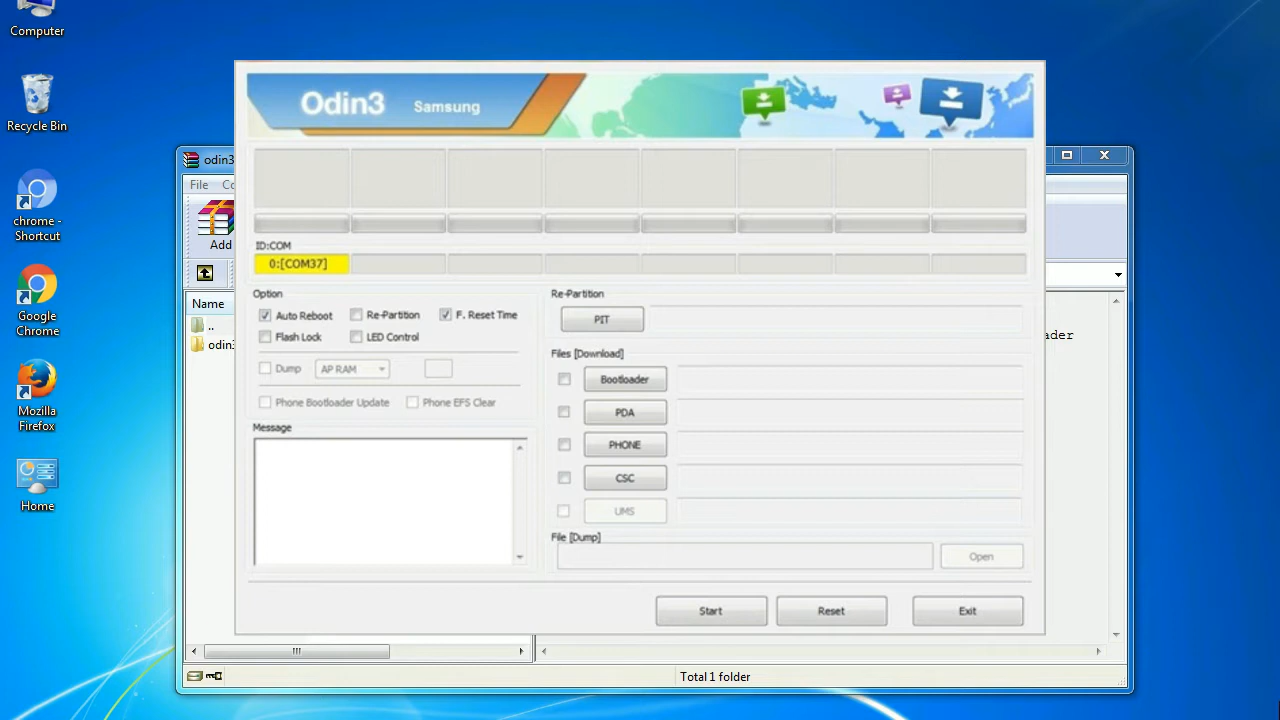 Computer
Recycle Bin
chrome -
Shortcut
Google
Chrome
Mozilla
Firefox
Home
odin3
File
Add
Name
..
odin3
Total 1 folder
Odin3 Samsung
ID:COM
0:[COM37]
Option
Auto Reboot Re-Partition F. Reset Time
Flash Lock LED Control
Dump AP RAM
Phone Bootloader Update Phone EFS Clear
Message
Re-Partition
PIT
Files [Download]
Bootloader
PDA
PHONE
CSC
UMS
File [Dump]
Open
Start Reset Exit